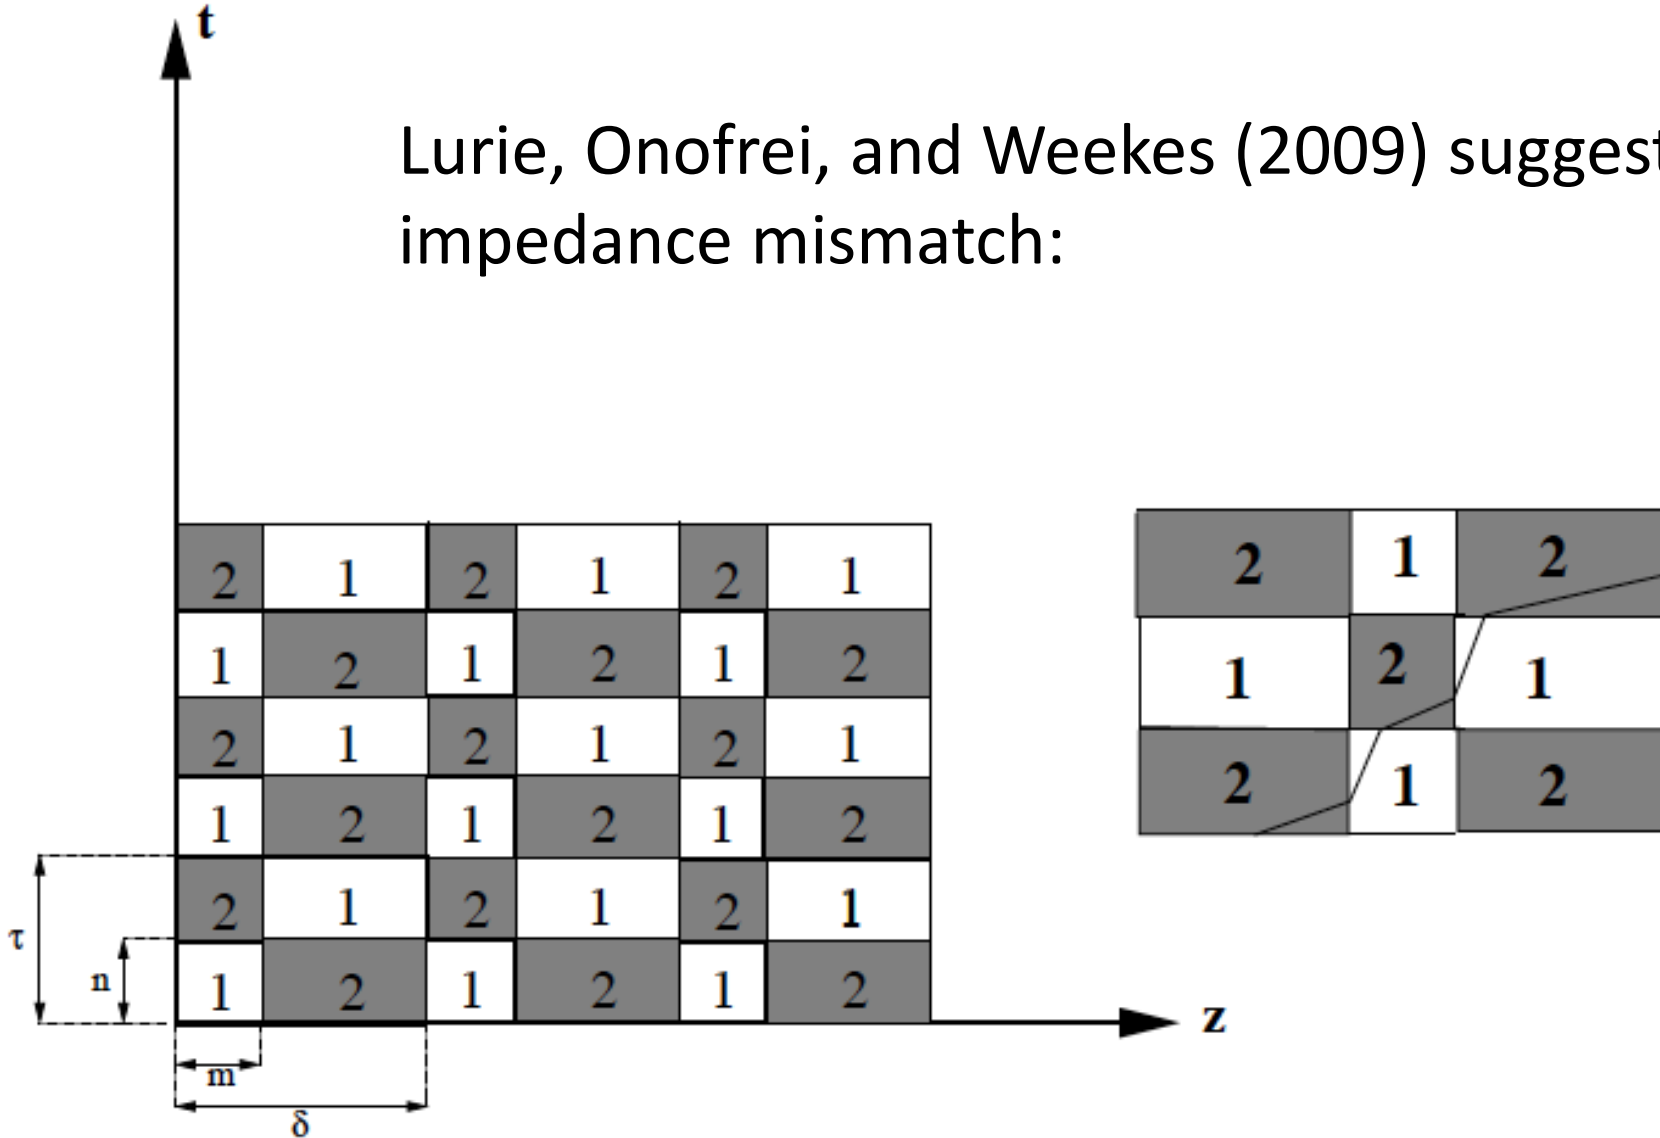 t
Lurie, Onofrei, and Weekes (2009) suggest
impedance mismatch:
2 1 2 1 2 1
1 2 1 2 1 2
2 1 2 1 2 1
1 2 1 2 1 2
2 1 2 1 2 1
1 2 1 2 1 2
τ
n
z
m
δ
2 1 2
1 2 1
2 1 2